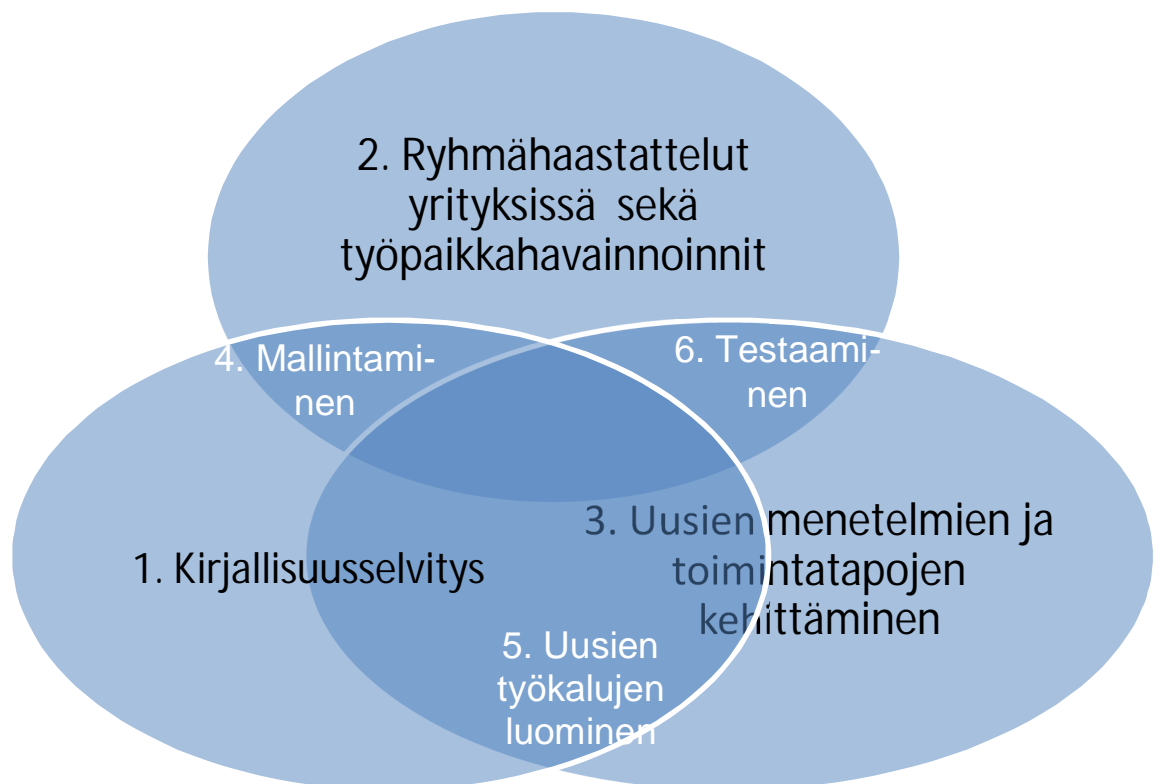 2. Ryhmähaastattelut
yrityksissä sekä
työpaikkahavainnoinnit
4. Mallintami-
nen
6. Testaami-
nen
1. Kirjallisuusselvitys
3. Uusien menetelmien ja
toimintatapojen
kehittäminen
5. Uusien
työkalujen
luominen